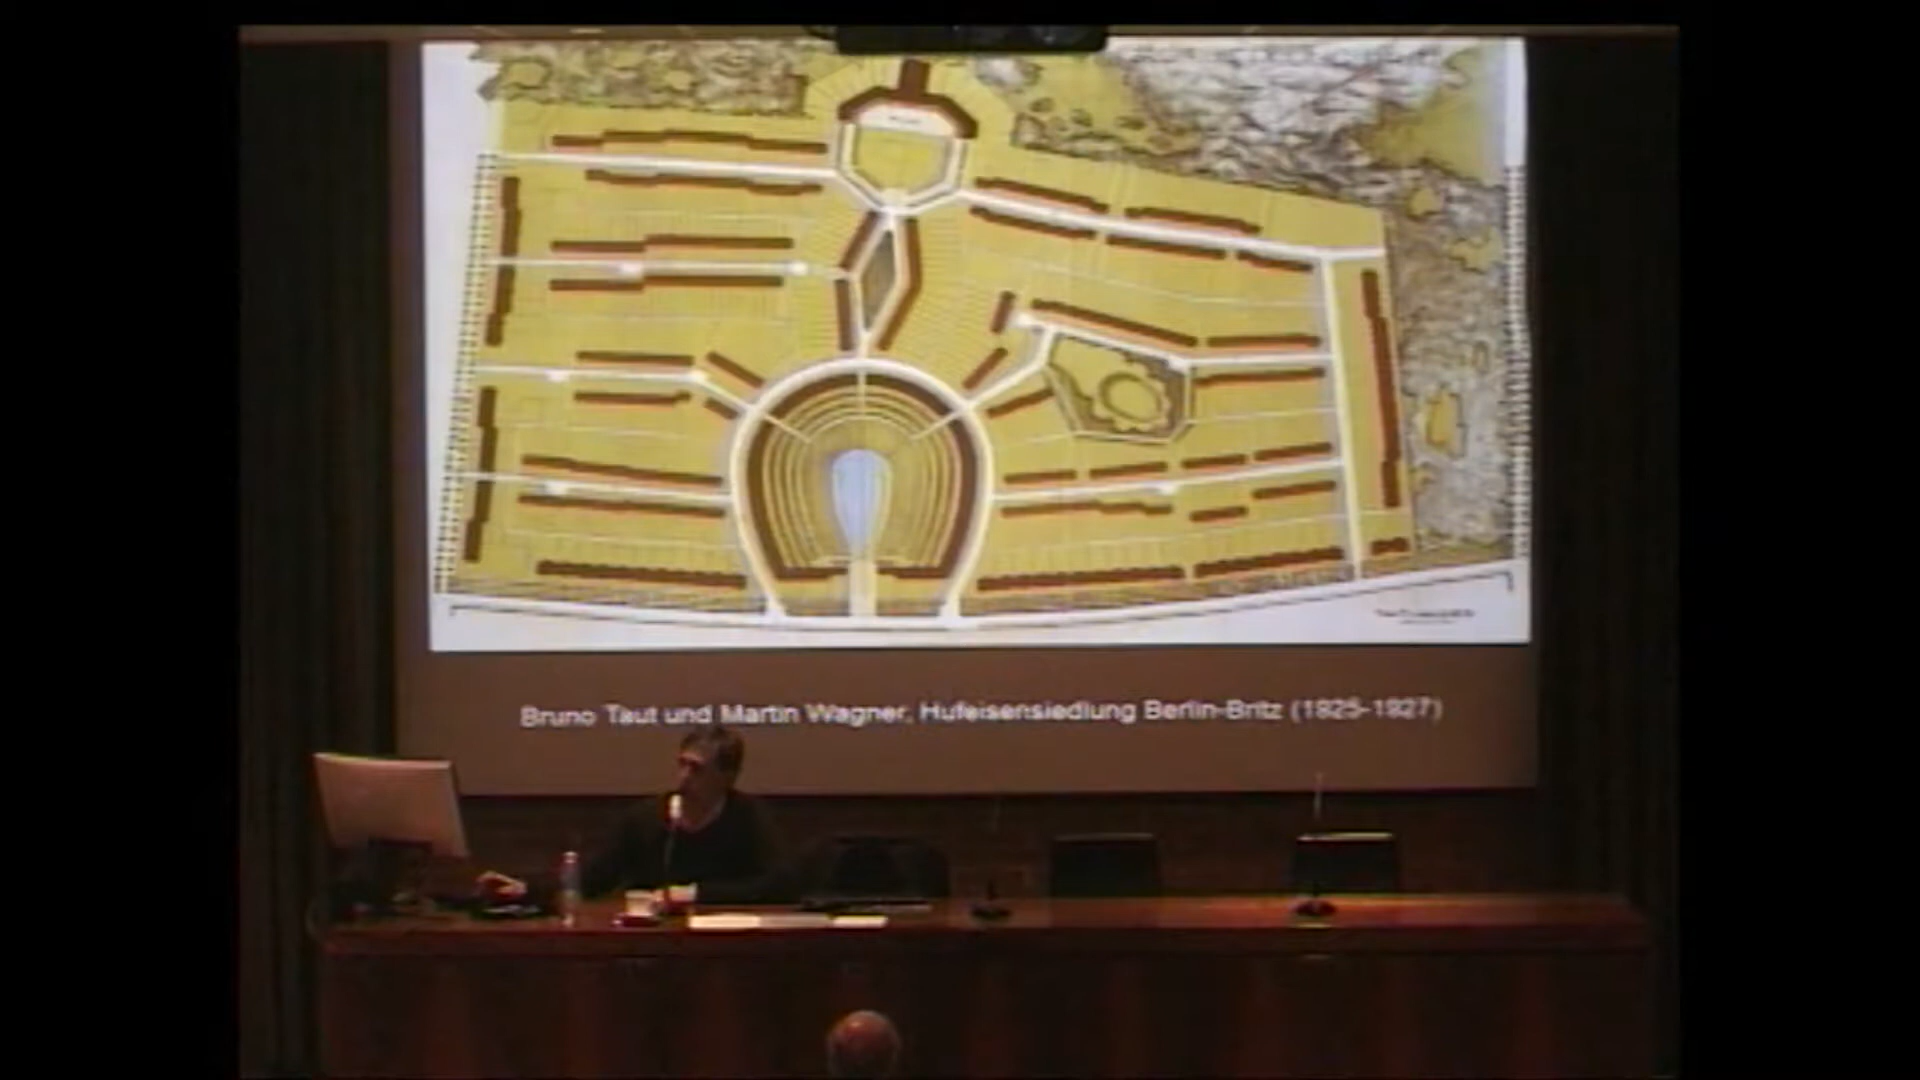 Bruno Taut und Martin Wagner, Hufeisensiedlung Berlin-Britz (1925-1927)